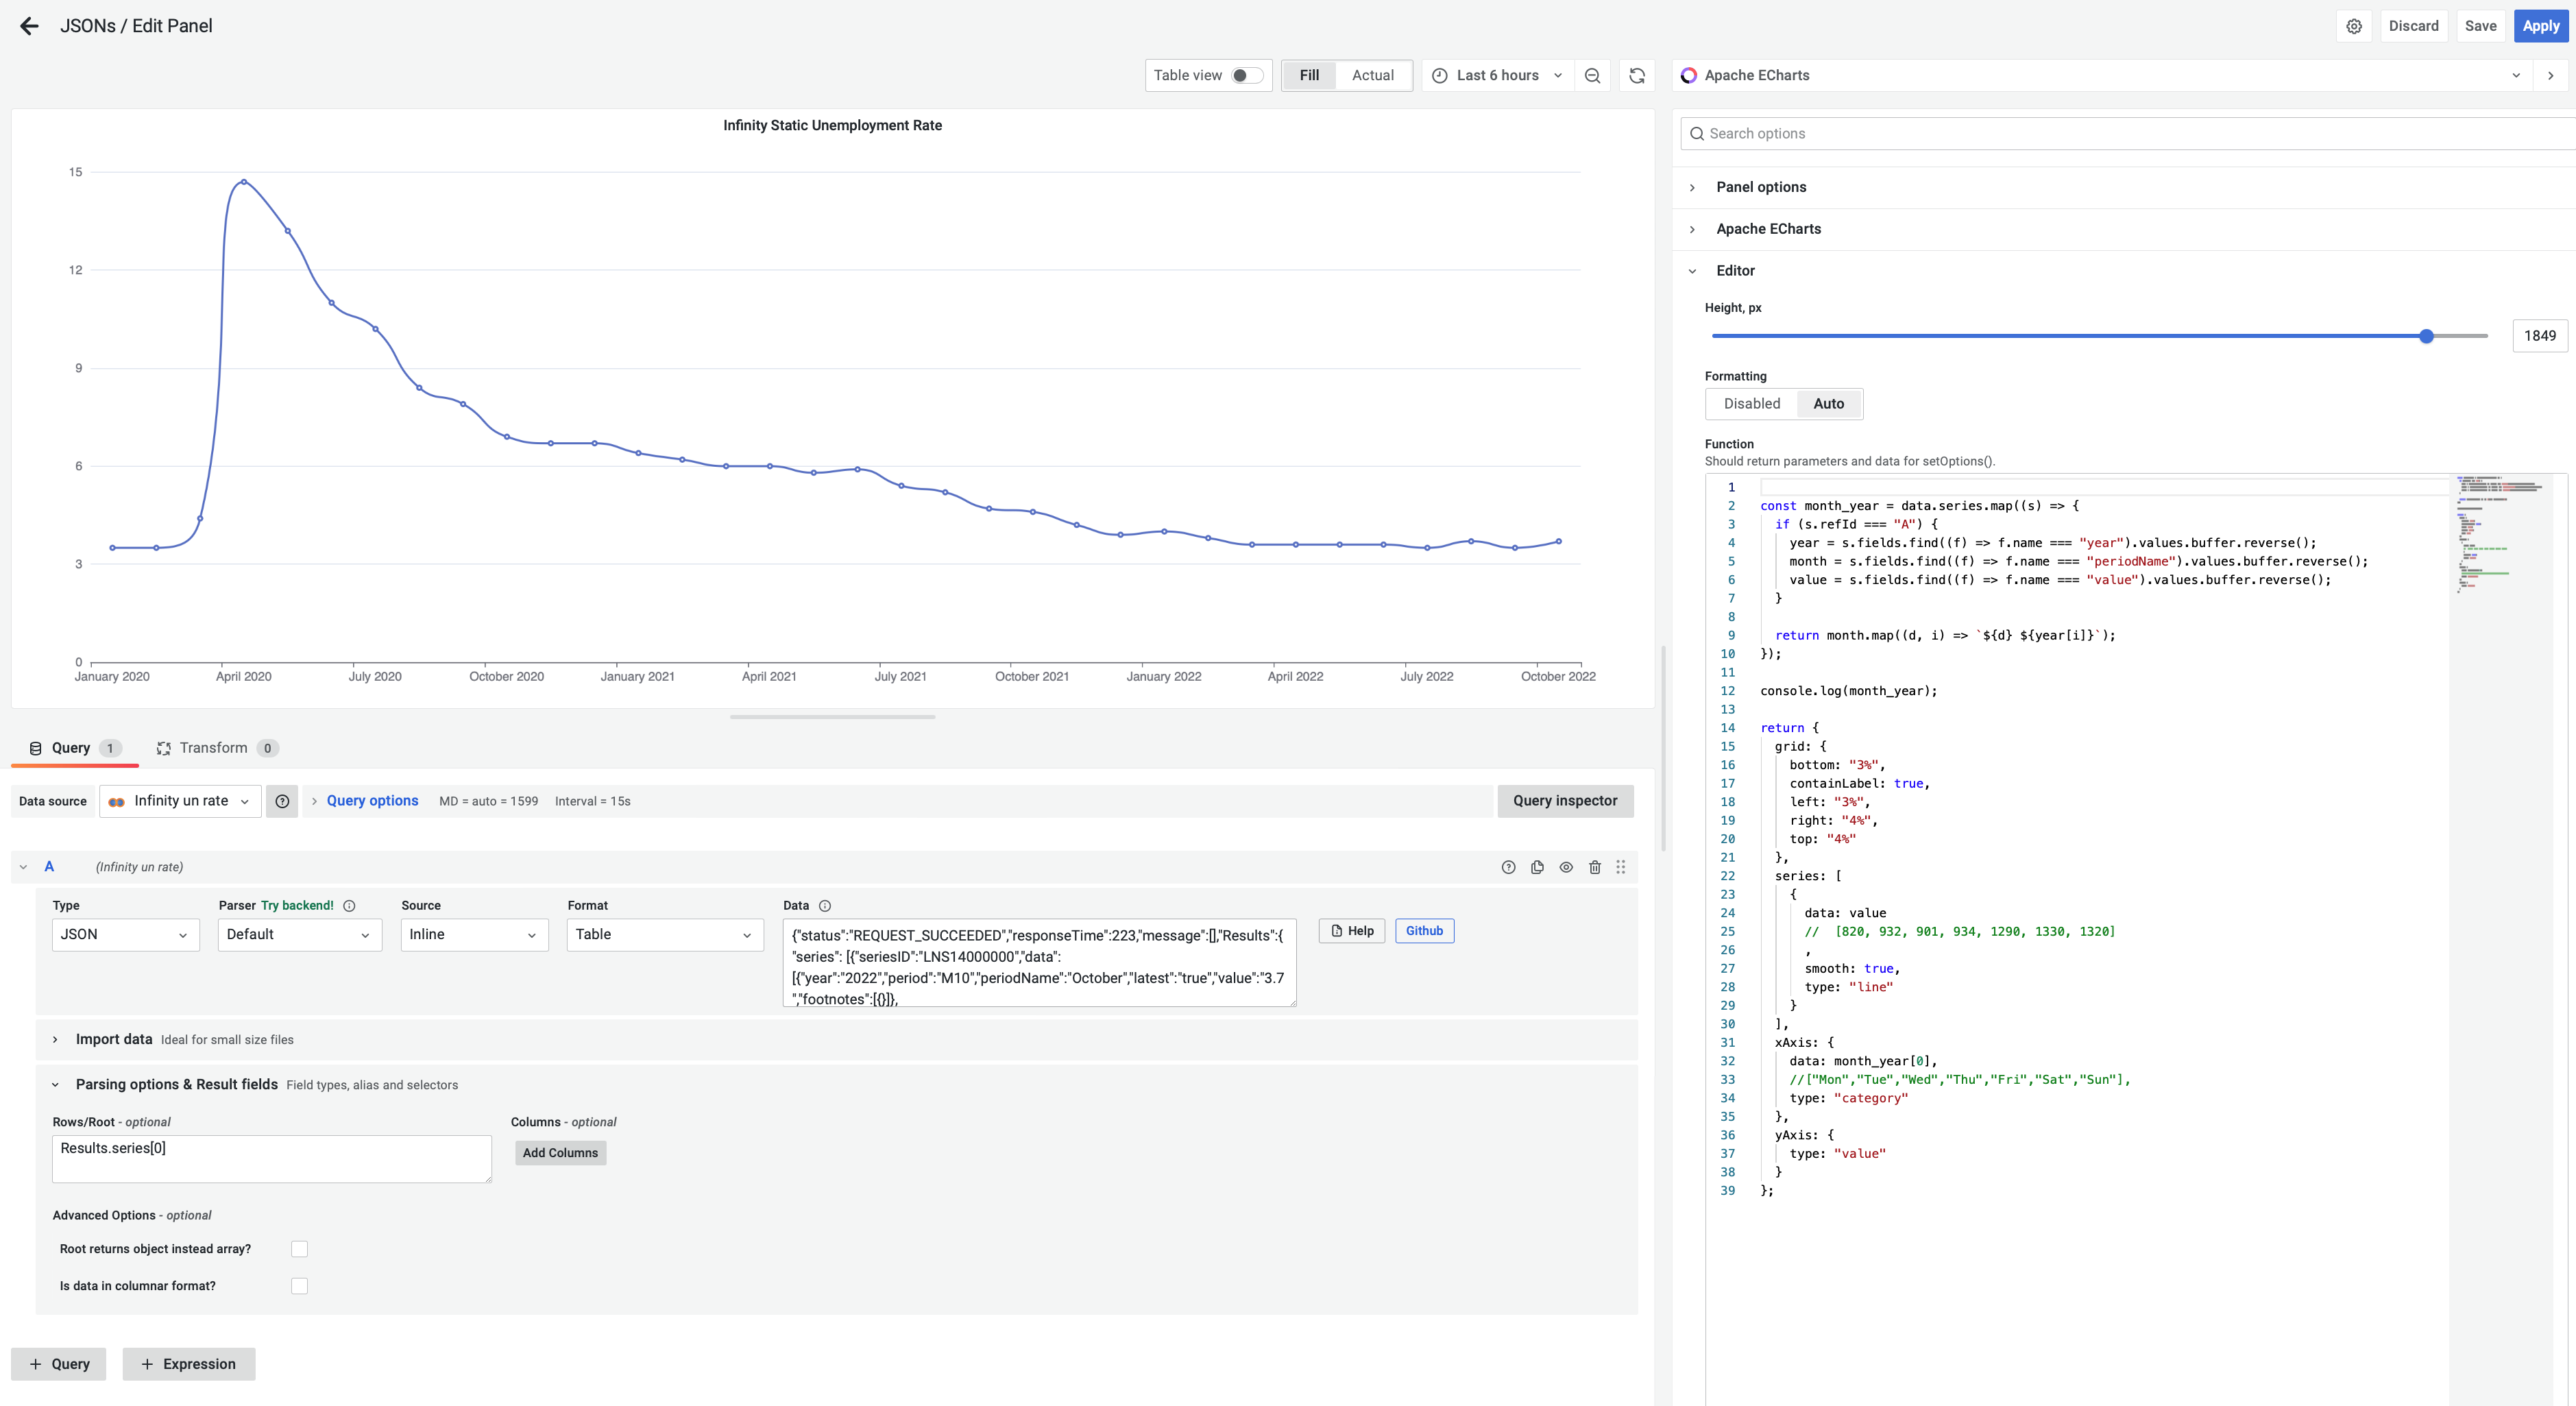 JSONs / Edit Panel
Discard
Save
Apply
Table view
Fill
Actual
Last 6 hours
Apache ECharts
Infinity Static Unemployment Rate
15
12
9
6
3
0
January 2020
April 2020
July 2020
October 2020
January 2021
April 2021
July 2021
October 2021
January 2022
April 2022
July 2022
October 2022
Query 1
Transform 0
Data source
Infinity un rate
Query options
MD = auto = 1599
Interval = 15s
Query inspector
A
(Infinity un rate)
Type
Parser Try backend!
Source
Format
Data
JSON
Default
Inline
Table
{"status":"REQUEST_SUCCEEDED","responseTime":223,"message":[],"Results":{
"series": [{"seriesID":"LNS14000000","data":
[{"year":"2022","period":"M10","periodName":"October","latest":"true","value":"3.7
","footnotes":[{}]},
Help
Github
Import data Ideal for small size files
Parsing options & Result fields Field types, alias and selectors
Rows/Root - optional
Columns - optional
Results.series[0]
Add Columns
Advanced Options - optional
Root returns object instead array?
Is data in columnar format?
+ Query
+ Expression
Search options
Panel options
Apache ECharts
Editor
Height, px
1849
Formatting
Disabled
Auto
Function
Should return parameters and data for setOptions().
1
2 const month_year = data.series.map((s) => {
3 if (s.refId === "A") {
4 year = s.fields.find((f) => f.name === "year").values.buffer.reverse();
5 month = s.fields.find((f) => f.name === "periodName").values.buffer.reverse();
6 value = s.fields.find((f) => f.name === "value").values.buffer.reverse();
7 }
8
9 return month.map((d, i) => `${d} ${year[i]}`);
10 });
11
12 console.log(month_year);
13
14 return {
15 grid: {
16 bottom: "3%",
17 containLabel: true,
18 left: "3%",
19 right: "4%",
20 top: "4%"
21 },
22 series: [
23 {
24 data: value
25 // [820, 932, 901, 934, 1290, 1330, 1320]
26 ,
27 smooth: true,
28 type: "line"
29 }
30 ],
31 xAxis: {
32 data: month_year[0],
33 //["Mon","Tue","Wed","Thu","Fri","Sat","Sun"],
34 type: "category"
35 },
36 yAxis: {
37 type: "value"
38 }
39 };